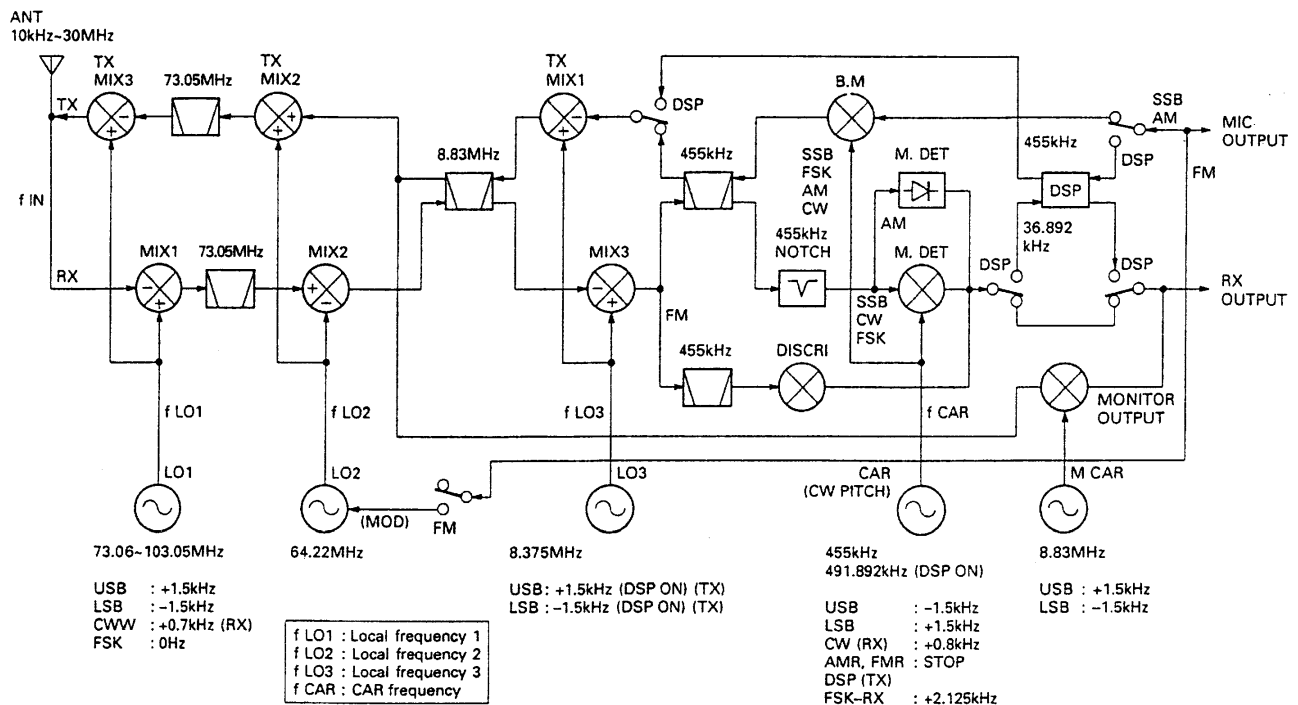 ANT
10kHz~30MHz
TX
MIX3
73.05MHz
TX
MIX2
TX
MIX1
B.M
DSP
SSB
AM
MIC
OUTPUT
TX
8.83MHz
455kHz
SSB
FSK
AM
CW
M. DET
455kHz
DSP
DSP
FM
f IN
AM
36.892
kHz
MIX1
73.05MHz
MIX2
MIX3
455kHz
NOTCH
M. DET
DSP
DSP
RX
RX
OUTPUT
FM
SSB
CW
FSK
455kHz
DISCRI
f LO1
f LO2
f LO3
f CAR
MONITOR
OUTPUT
LO1
LO2
LO3
CAR
(CW PITCH)
M CAR
(MOD)
FM
73.06~103.05MHz
64.22MHz
8.375MHz
455kHz
491.892kHz (DSP ON)
8.83MHz
USB : +1.5kHz
LSB : -1.5kHz
CWW : +0.7kHz (RX)
FSK : 0Hz
f LO1 : Local frequency 1
f LO2 : Local frequency 2
f LO3 : Local frequency 3
f CAR : CAR frequency
USB : +1.5kHz (DSP ON) (TX)
LSB : -1.5kHz (DSP ON) (TX)
USB : -1.5kHz
LSB : +1.5kHz
CW (RX) : +0.8kHz
AMR, FMR : STOP
DSP (TX)
FSK-RX : +2.125kHz
USB : +1.5kHz
LSB : -1.5kHz